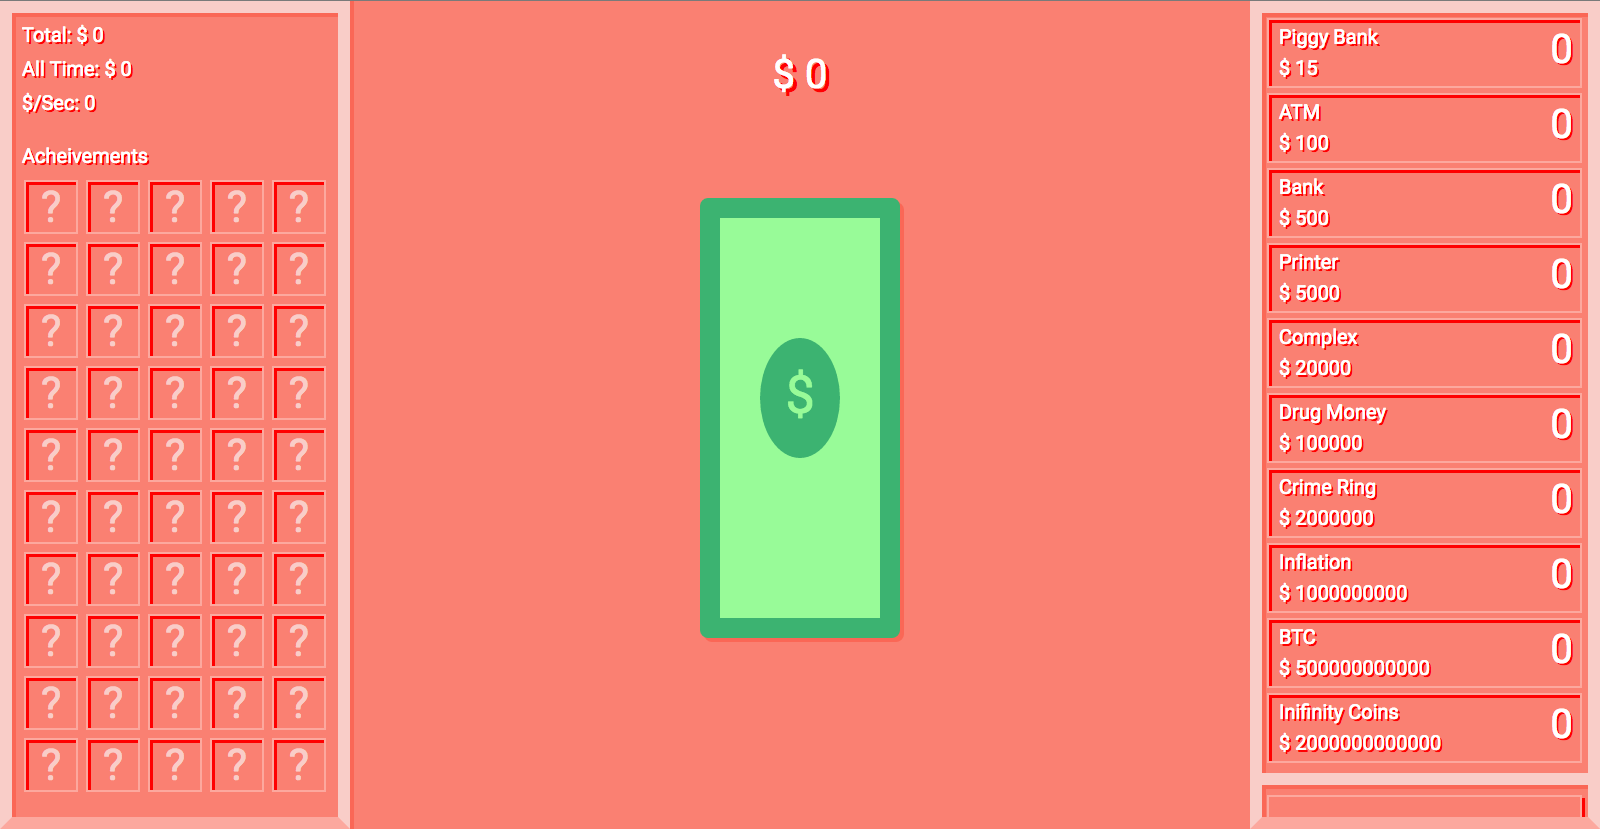 Total: $ 0
All Time: $ 0
$/Sec: 0
Acheivements
? ? ? ? ?
? ? ? ? ?
? ? ? ? ?
? ? ? ? ?
? ? ? ? ?
? ? ? ? ?
? ? ? ? ?
? ? ? ? ?
? ? ? ? ?
? ? ? ? ?
$ 0
$
Piggy Bank 0
$ 15
ATM 0
$ 100
Bank 0
$ 500
Printer 0
$ 5000
Complex 0
$ 20000
Drug Money 0
$ 100000
Crime Ring 0
$ 2000000
Inflation 0
$ 1000000000
BTC 0
$ 500000000000
Inifinity Coins 0
$ 2000000000000